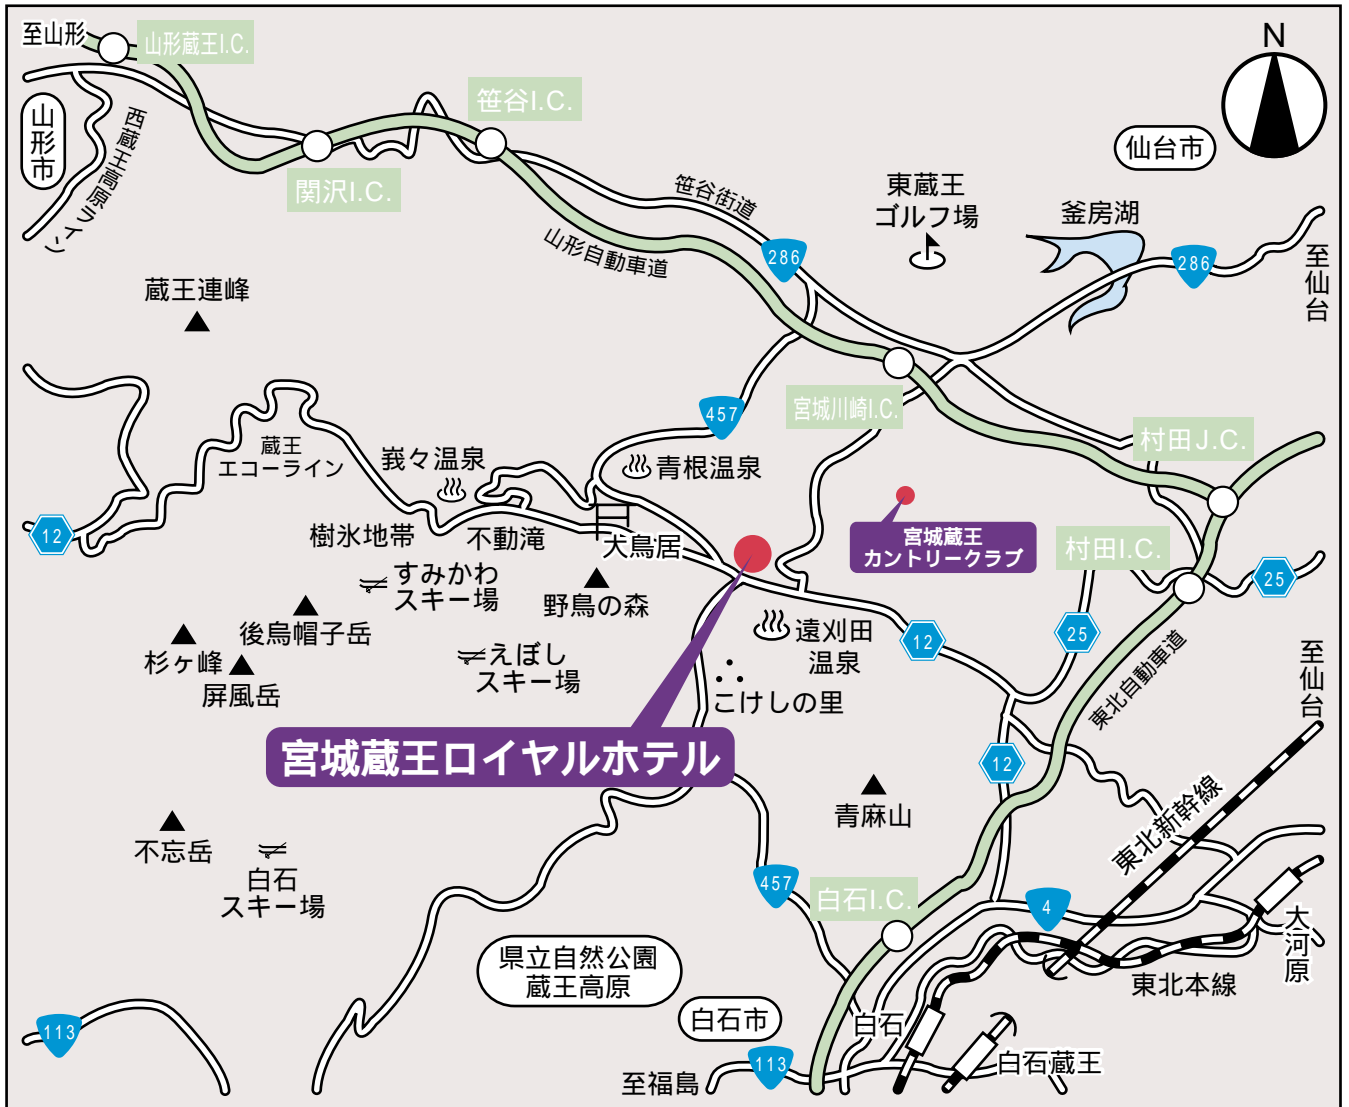 至山形
山形蔵王I.C.
N
山形市
西蔵王高原ライン
笹谷I.C.
関沢I.C.
仙台市
笹谷街道
山形自動車道
東蔵王
ゴルフ場
釜房湖
286
286
至仙台
蔵王連峰
457
宮城川崎I.C.
村田J.C.
蔵王
エコーライン
峩々温泉
青根温泉
12
樹氷地帯
不動滝
大鳥居
宮城蔵王
カントリークラブ
村田I.C.
25
すみかわ
スキー場
野鳥の森
後烏帽子岳
杉ヶ峰
屏風岳
えぼし
スキー場
遠刈田
温泉
12
25
こけしの里
東北自動車道
至仙台
宮城蔵王ロイヤルホテル
12
青麻山
東北新幹線
不忘岳
白石
スキー場
457
白石I.C.
4
大河原
県立自然公園
蔵王高原
東北本線
白石市
白石
白石蔵王
113
113
至福島